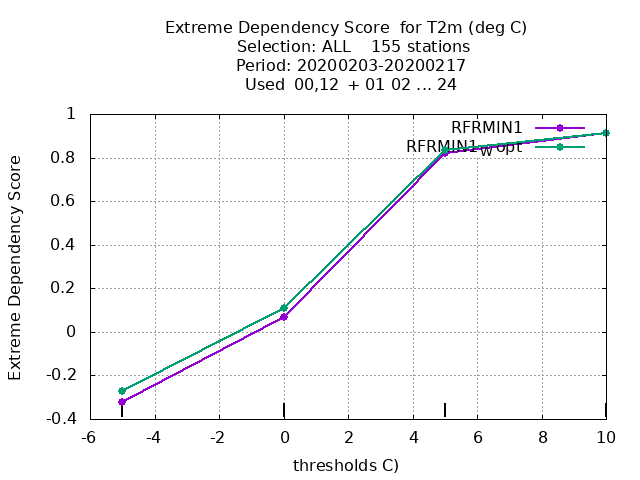 Extreme Dependency Score  for T2m (deg C)
Selection: ALL    155 stations
Period: 20200203-20200217
Used  00,12  + 01 02 ... 24
Extreme Dependency Score
1
0.8
0.6
0.4
0.2
0
-0.2
-0.4
RFRMIN1
RFRMIN1w opt
-6 -4 -2 0 2 4 6 8 10
thresholds C)